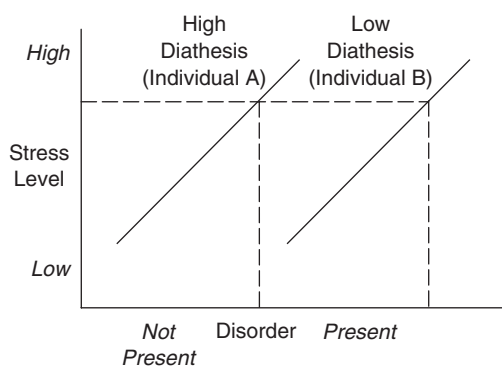 High
Diathesis
(Individual A)
Low
Diathesis
(Individual B)
High
Stress
Level
Low
Not
Present
Disorder
Present